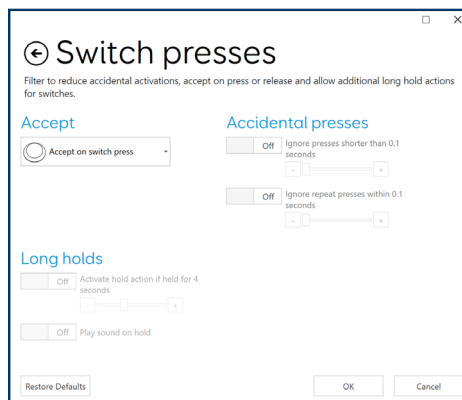 Switch presses
Filter to reduce accidental activations, accept on press or release and allow additional long hold actions
for switches.
Accept
Accept on switch press
Accidental presses
Off
Ignore presses shorter than 0.1
seconds
-
+
Off
Ignore repeat presses within 0.1
seconds
-
+
Long holds
Off
Activate hold action if held for 4
seconds
-
+
Off
Play sound on hold
Restore Defaults
OK
Cancel